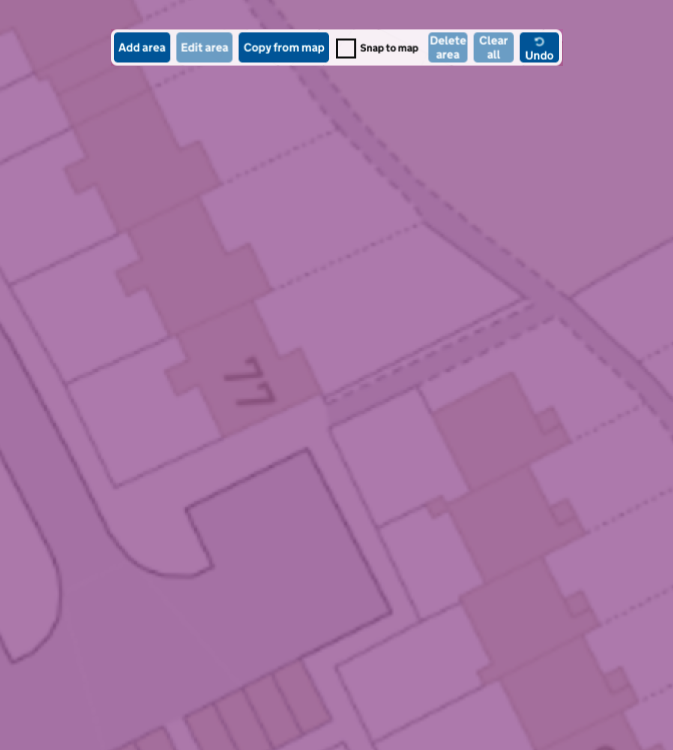 Add area
Edit area
Copy from map
Snap to map
Delete
area
Clear
all
Undo
77